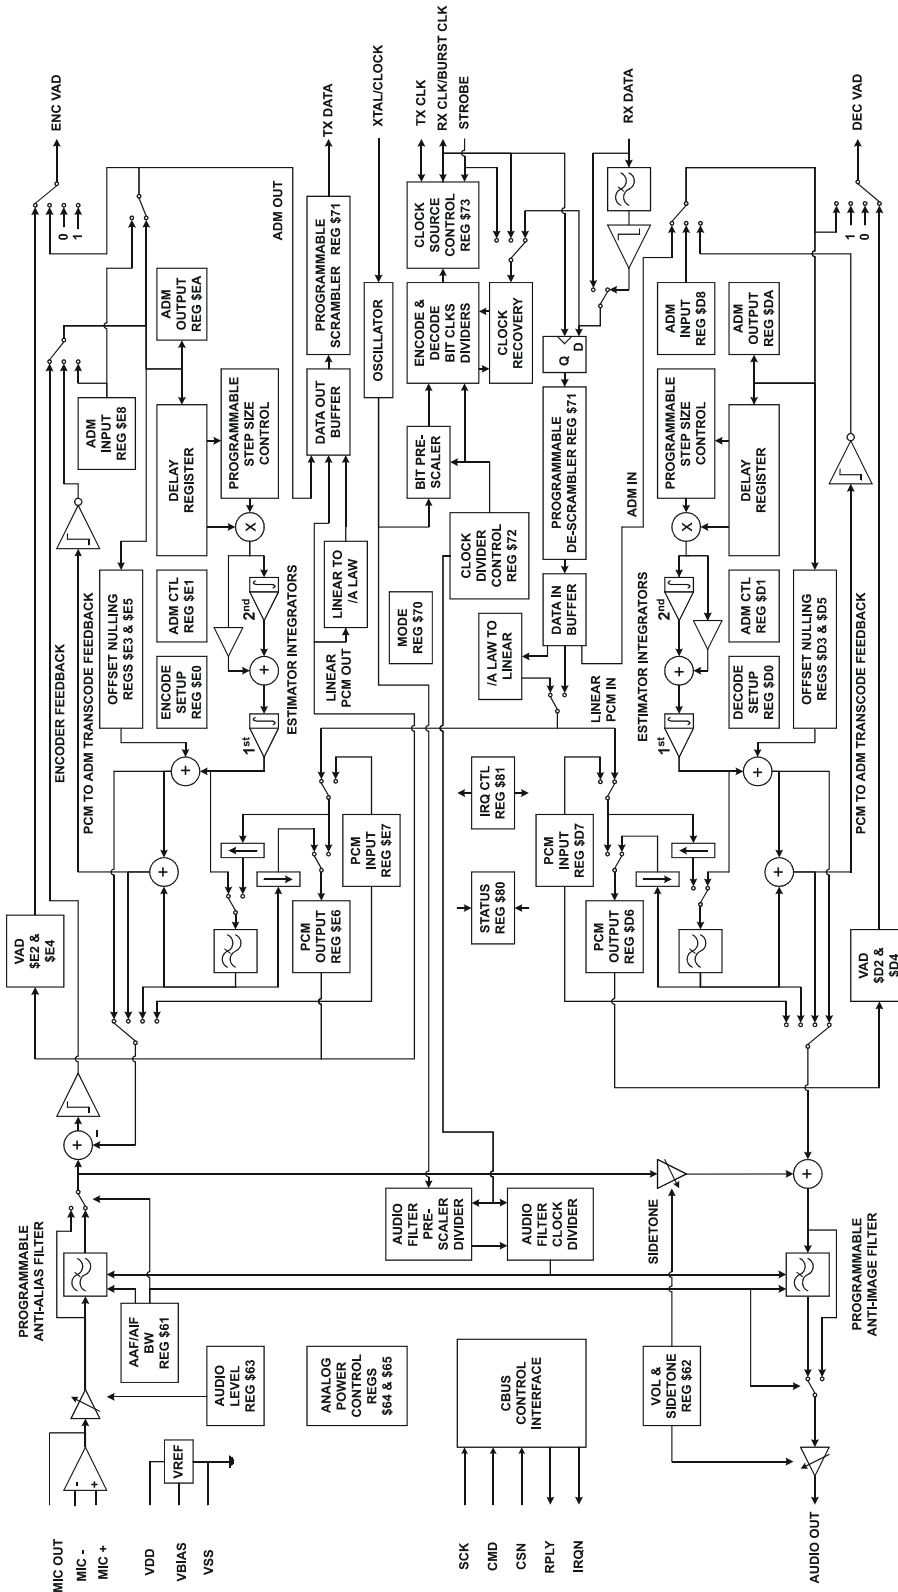 MIC OUT
MIC -
MIC +
VDD
VBIAS
VSS
SCK
CMD
CSN
RPLY
IRQN
AUDIO OUT
-
+
VREF
AUDIO
LEVEL
REG $63
ANALOG
POWER
CONTROL
REGS
$64 & $65
CBUS
CONTROL
INTERFACE
VOL &
SIDETONE
REG $62
PROGRAMMABLE
ANTI-ALIAS FILTER
AAF/AIF
BW
REG $61
AUDIO
FILTER
PRE-
SCALER
DIVIDER
AUDIO
FILTER
CLOCK
DIVIDER
SIDETONE
PROGRAMMABLE
ANTI-IMAGE FILTER
+
-
+
VAD
$E2 &
$E4
PCM
OUTPUT
REG $E6
PCM
INPUT
REG $E7
STATUS
REG $80
IRQ CTL
REG $81
PCM
INPUT
REG $D7
PCM
OUTPUT
REG $D6
VAD
$D2 &
$D4
+
+
+
+
ENCODER FEEDBACK
PCM TO ADM TRANSCODE FEEDBACK
OFFSET NULLING
REGS $E3 & $E5
ENCODE
SETUP
REG $E0
ADM CTL
REG $E1
1st
2nd
+
ESTIMATOR INTEGRATORS
LINEAR
PCM OUT
LINEAR TO
/A LAW
MODE
REG $70
CLOCK
DIVIDER
CONTROL
REG $72
/A LAW TO
LINEAR
DATA IN
BUFFER
LINEAR
PCM IN
ESTIMATOR INTEGRATORS
1st
2nd
+
DECODE
SETUP
REG $D0
ADM CTL
REG $D1
OFFSET NULLING
REGS $D3 & $D5
PCM TO ADM TRANSCODE FEEDBACK
ADM
INPUT
REG $E8
DELAY
REGISTER
X
PROGRAMMABLE
STEP SIZE
CONTROL
ADM
OUTPUT
REG $EA
ADM OUT
DATA OUT
BUFFER
PROGRAMMABLE
SCRAMBLER REG $71
OSCILLATOR
BIT PRE-
SCALER
ENCODE &
DECODE
BIT CLKS
DIVIDERS
CLOCK
SOURCE
CONTROL
REG $73
CLOCK
RECOVERY
Q
D
PROGRAMMABLE
DE-SCRAMBLER REG $71
ADM IN
X
PROGRAMMABLE
STEP SIZE
CONTROL
DELAY
REGISTER
ADM
INPUT
REG $D8
ADM
OUTPUT
REG $DA
0
1
1
0
ENC VAD
TX DATA
XTAL/CLOCK
TX CLK
RX CLK/BURST CLK
STROBE
RX DATA
DEC VAD